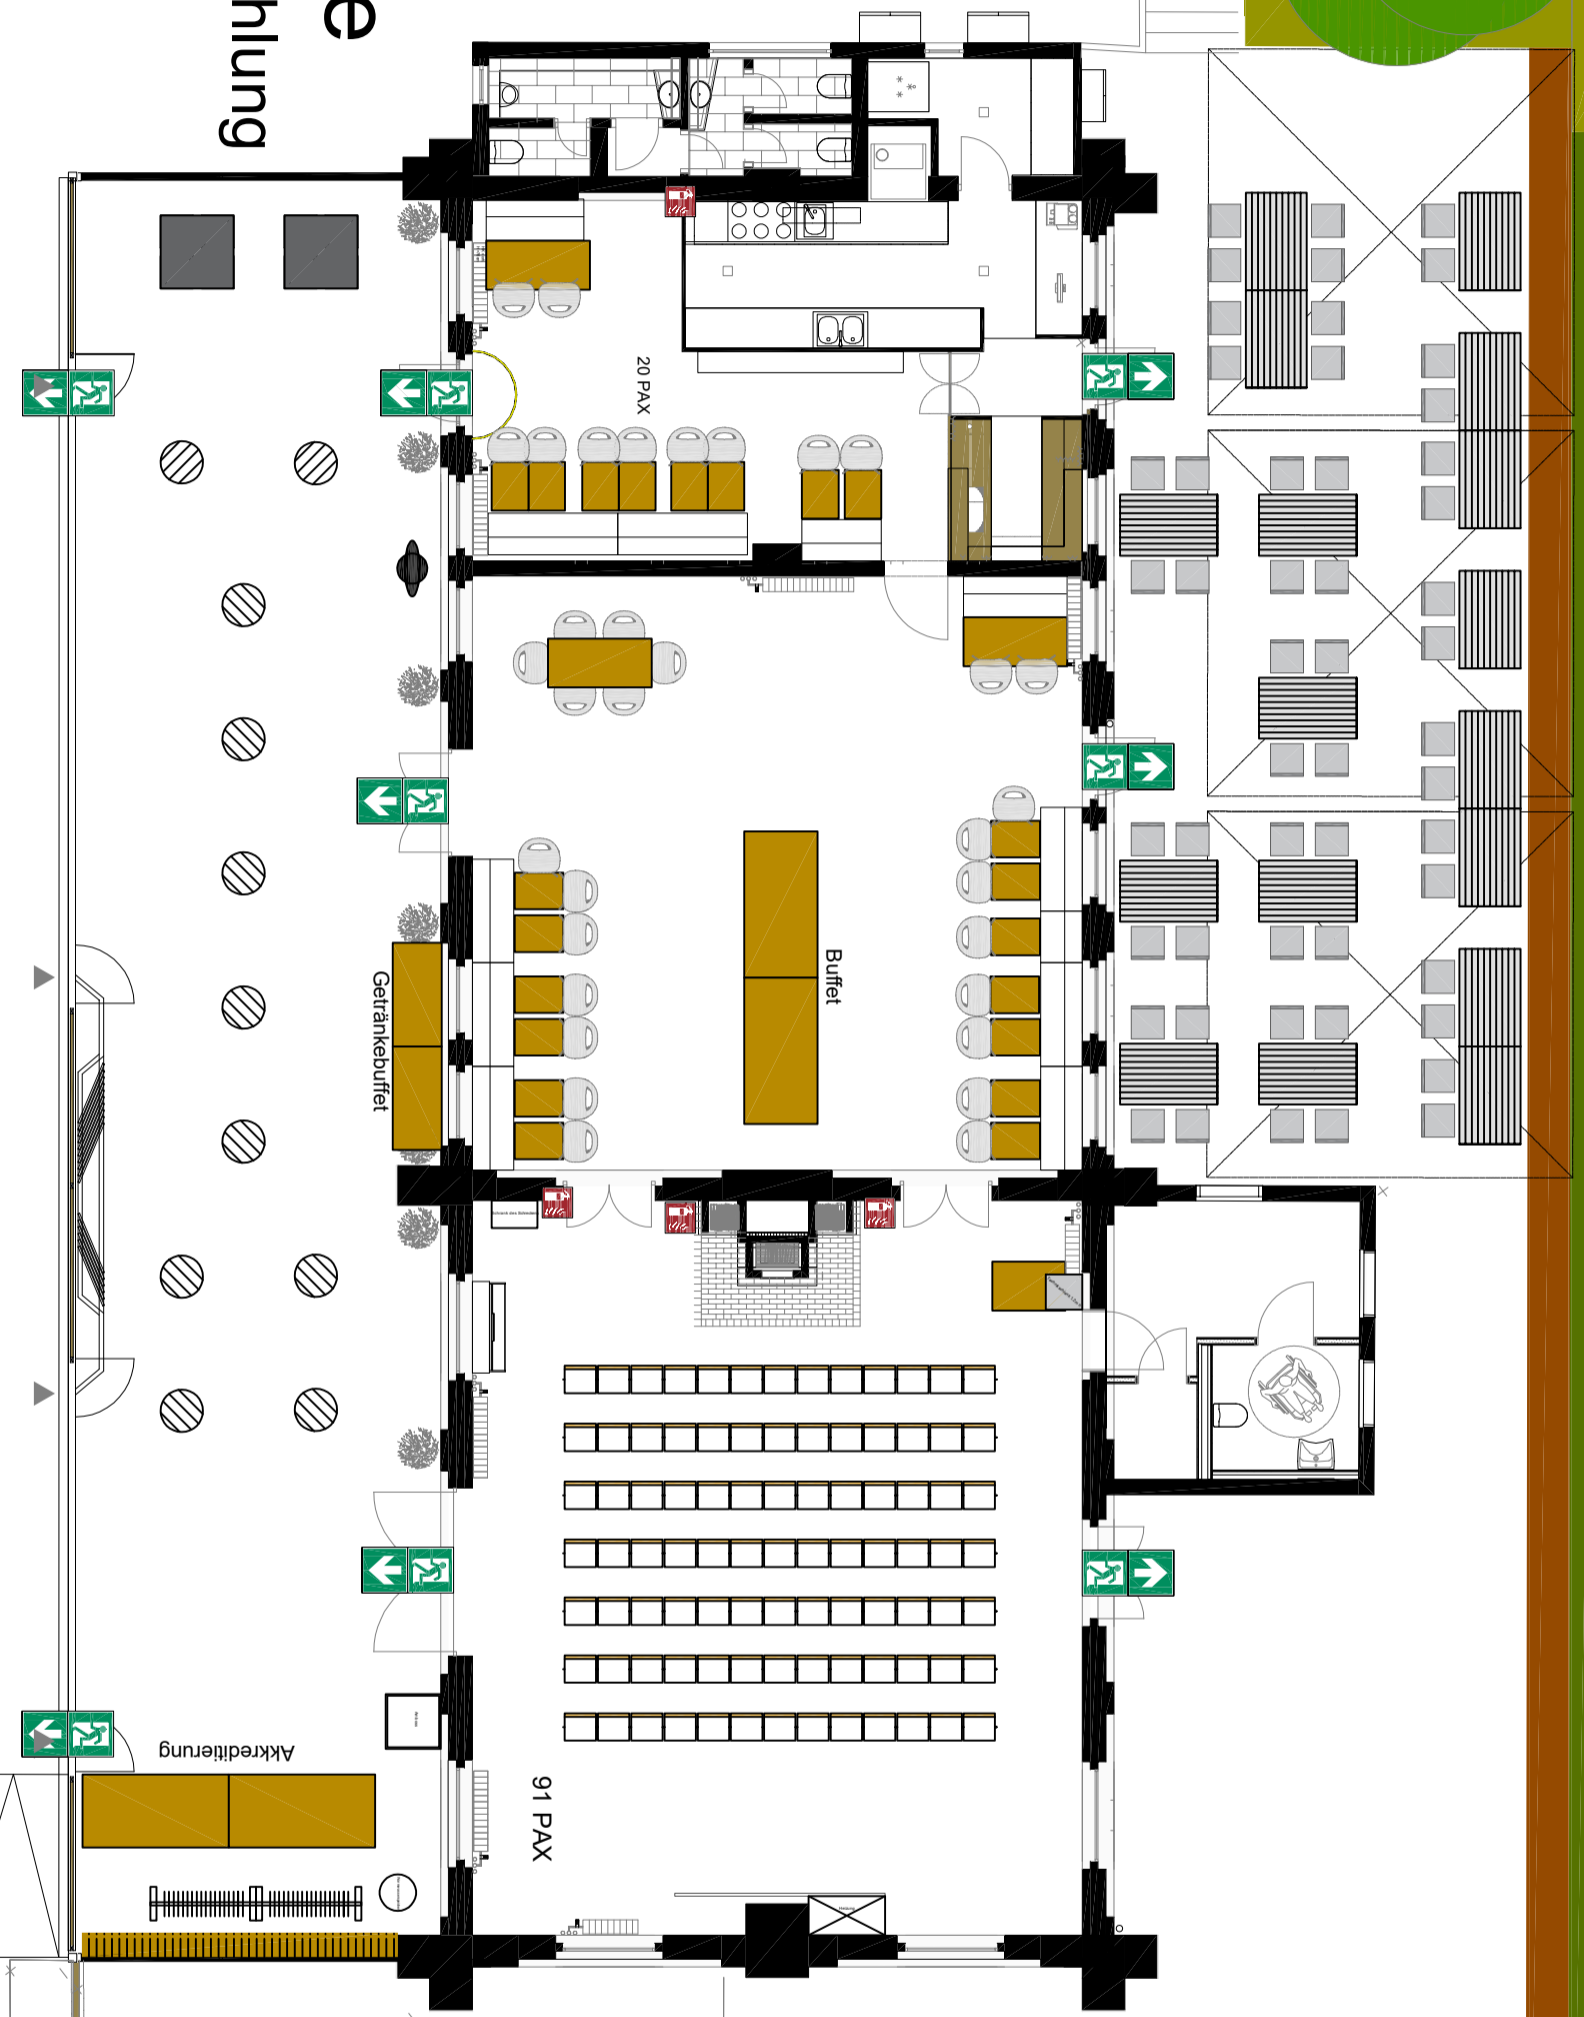 e
hlung
20 PAX
Buffet
Getränkebuffet
Akkreditierung
91 PAX